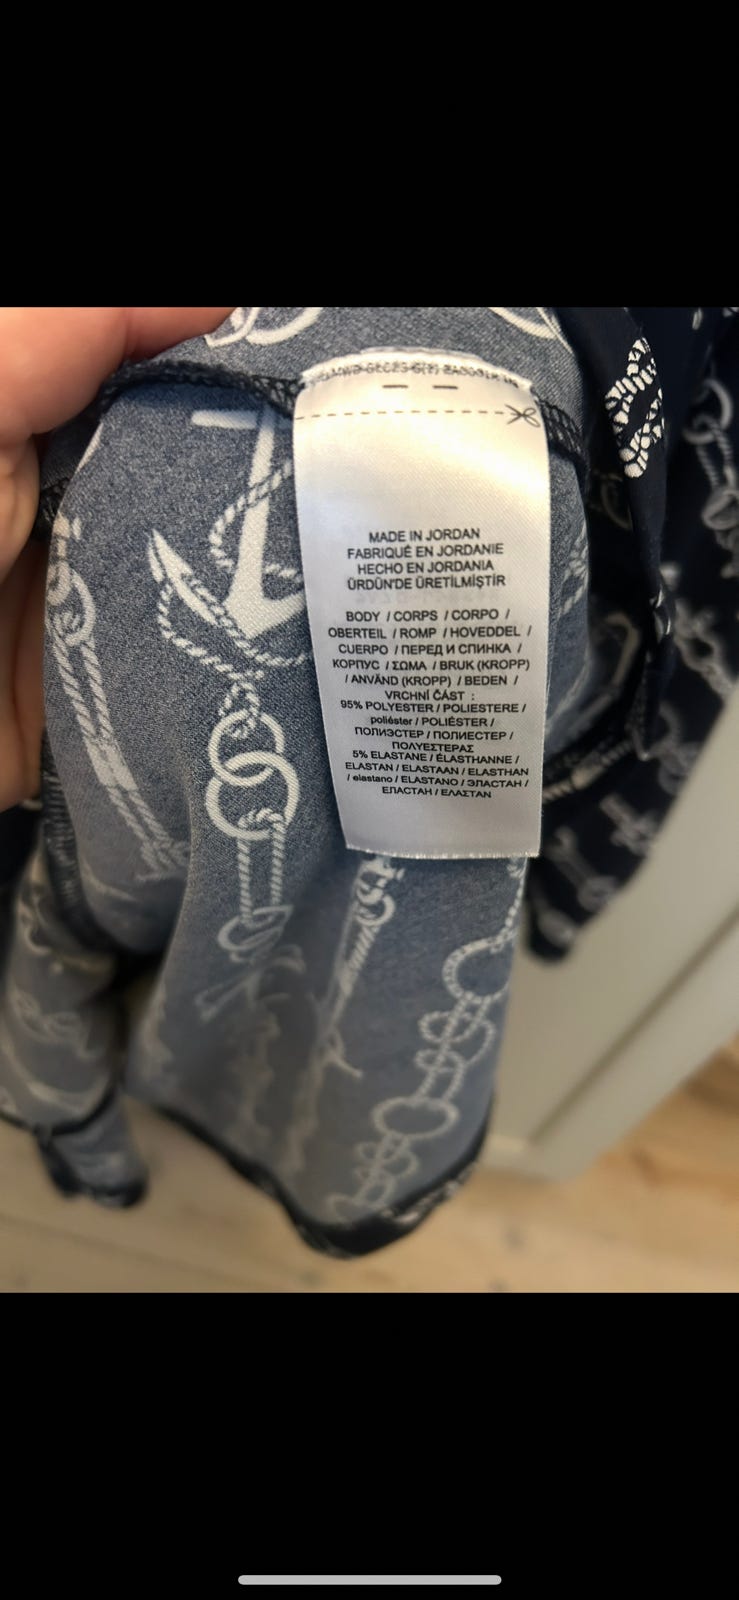 MADE IN JORDAN
FABRIQUÉ EN JORDANIE
HECHO EN JORDANIA
ÜRDÜN'DE ÜRETİLMİŞTİR
BODY / CORPS / CORPO /
OBERTEIL / ROMP / HOVEDDEL /
CUERPO / ПЕРЕД И СПИНКА /
КОРПУС / ΣΩΜΑ / BRUK (KROPP)
/ ANVÄND (KROPP) / BEDEN /
VRCHNÍ ČÁST :
95% POLYESTER / POLIESTERE /
poliéster / POLIÉSTER /
ПОЛИЭСТЕР / ПОЛИЕСТЕР /
ΠΟΛΥΕΣΤΕΡΑΣ
5% ELASTANE / ÉLASTHANNE /
ELASTAN / ELASTAAN / ELASTHAN
/ elastano / ELASTANO / ЭЛАСТАН /
ЕЛАСТАН / ΕΛΑΣΤΑΝ